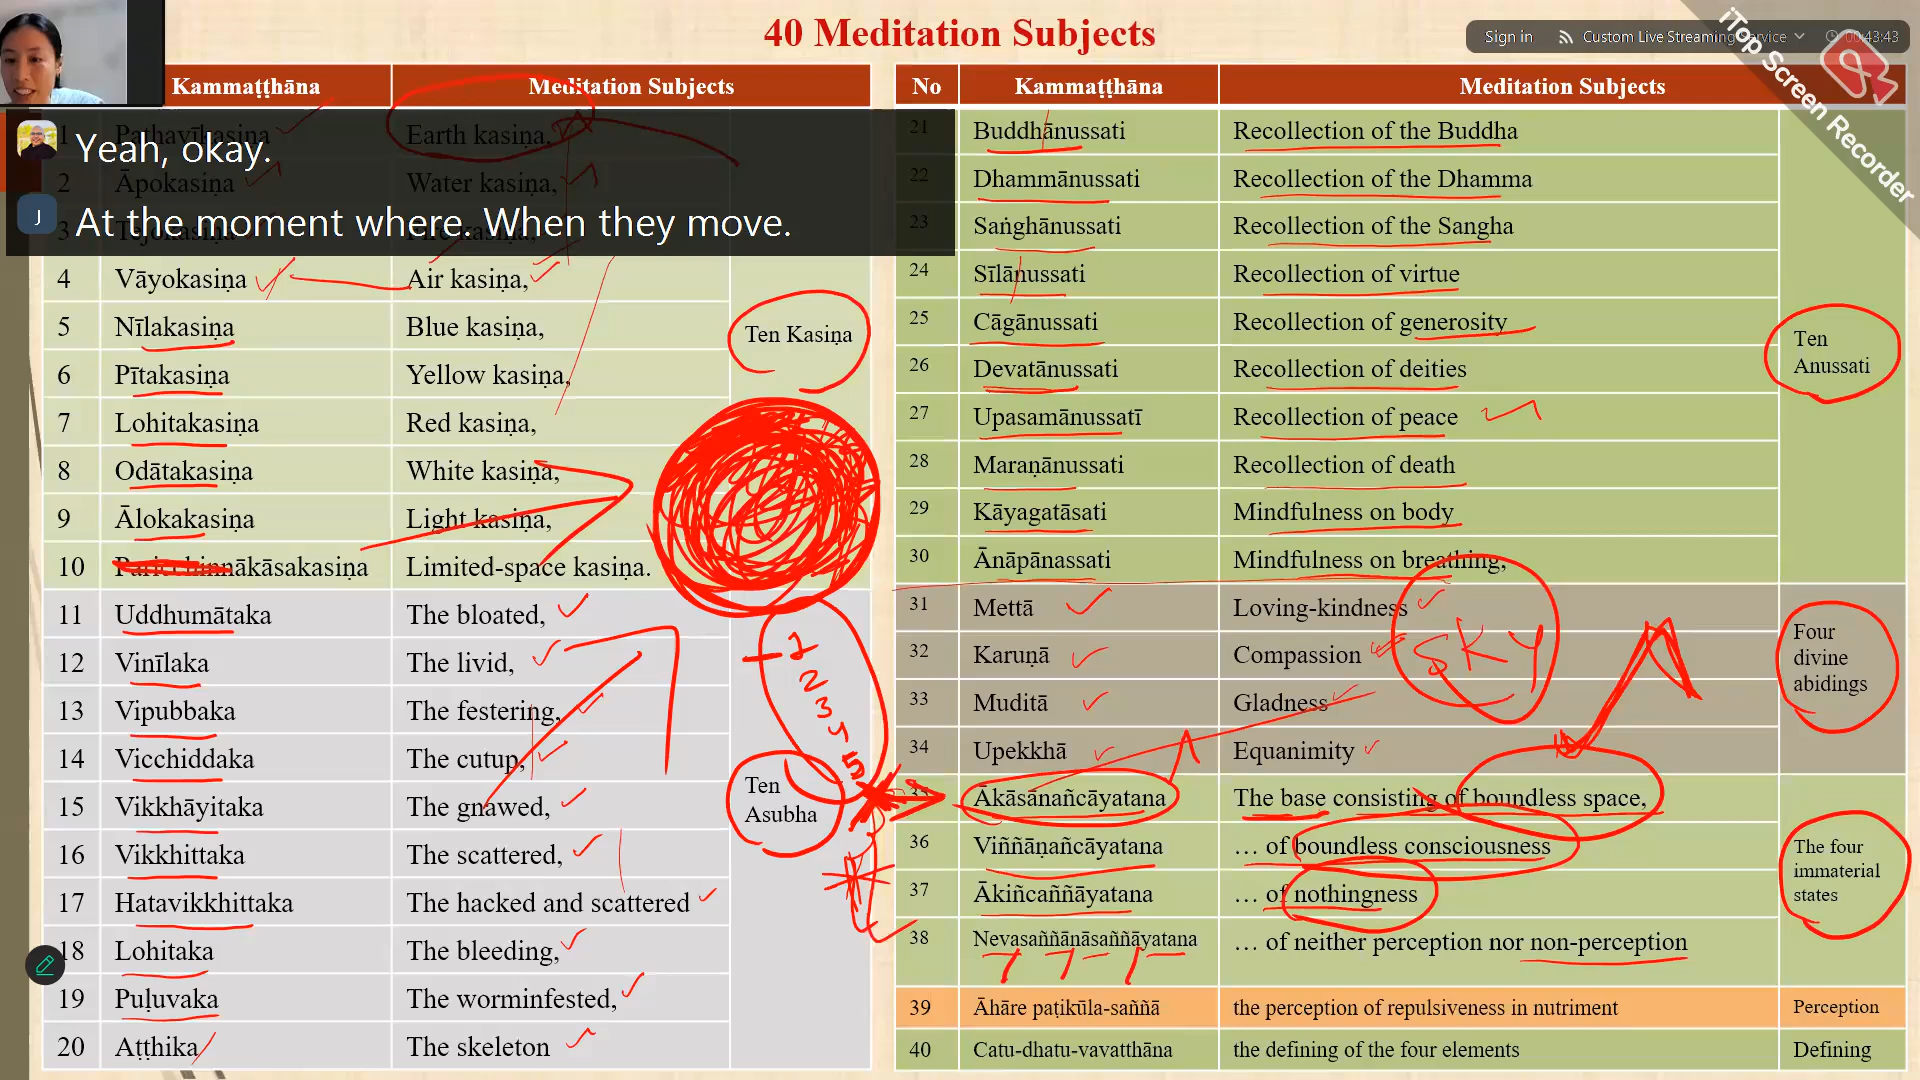 40 Meditation Subjects
Sign in Custom Live Streaming Service 00:43:43
iTop Screen Recorder
Kammaṭṭhāna Meditation Subjects
Yeah, okay.
J At the moment where. When they move.
1 Pathavīkasiṇa Earth kasiṇa,
2 Āpokasiṇa Water kasiṇa,
3 Tejokasiṇa Fire kasiṇa,
4 Vāyokasiṇa Air kasiṇa,
5 Nīlakasiṇa Blue kasiṇa,
Ten Kasiṇa
6 Pītakasiṇa Yellow kasiṇa,
7 Lohitakasiṇa Red kasiṇa,
8 Odātakasiṇa White kasiṇa,
9 Ālokakasiṇa Light kasiṇa,
10 Paricchinnākāsakasiṇa Limited-space kasiṇa.
11 Uddhumātaka The bloated,
12 Vinīlaka The livid,
13 Vipubbaka The festering,
14 Vicchiddaka The cutup,
15 Vikkhāyitaka The gnawed,
Ten
Asubha
16 Vikkhittaka The scattered,
17 Hatavikkhittaka The hacked and scattered
18 Lohitaka The bleeding,
19 Puḷuvaka The worminfested,
20 Aṭṭhika The skeleton
No Kammaṭṭhāna Meditation Subjects
21 Buddhānussati Recollection of the Buddha
22 Dhammānussati Recollection of the Dhamma
23 Saṅghānussati Recollection of the Sangha
24 Sīlānussati Recollection of virtue
25 Cāgānussati Recollection of generosity
Ten
Anussati
26 Devatānussati Recollection of deities
27 Upasamānussatī Recollection of peace
28 Maraṇānussati Recollection of death
29 Kāyagatāsati Mindfulness on body
30 Ānāpānassati Mindfulness on breathing,
31 Mettā Loving-kindness
32 Karuṇā Compassion
SKY
Four
divine
abidings
33 Muditā Gladness
34 Upekkhā Equanimity
35 Ākāsānañcāyatana The base consisting of boundless space,
36 Viññāṇañcāyatana … of boundless consciousness
The four
immaterial
states
37 Ākiñcaññāyatana … of nothingness
38 Nevasaññānāsaññāyatana … of neither perception nor non-perception
39 Āhāre paṭikūla-saññā the perception of repulsiveness in nutriment Perception
40 Catu-dhatu-vavatthāna the defining of the four elements Defining